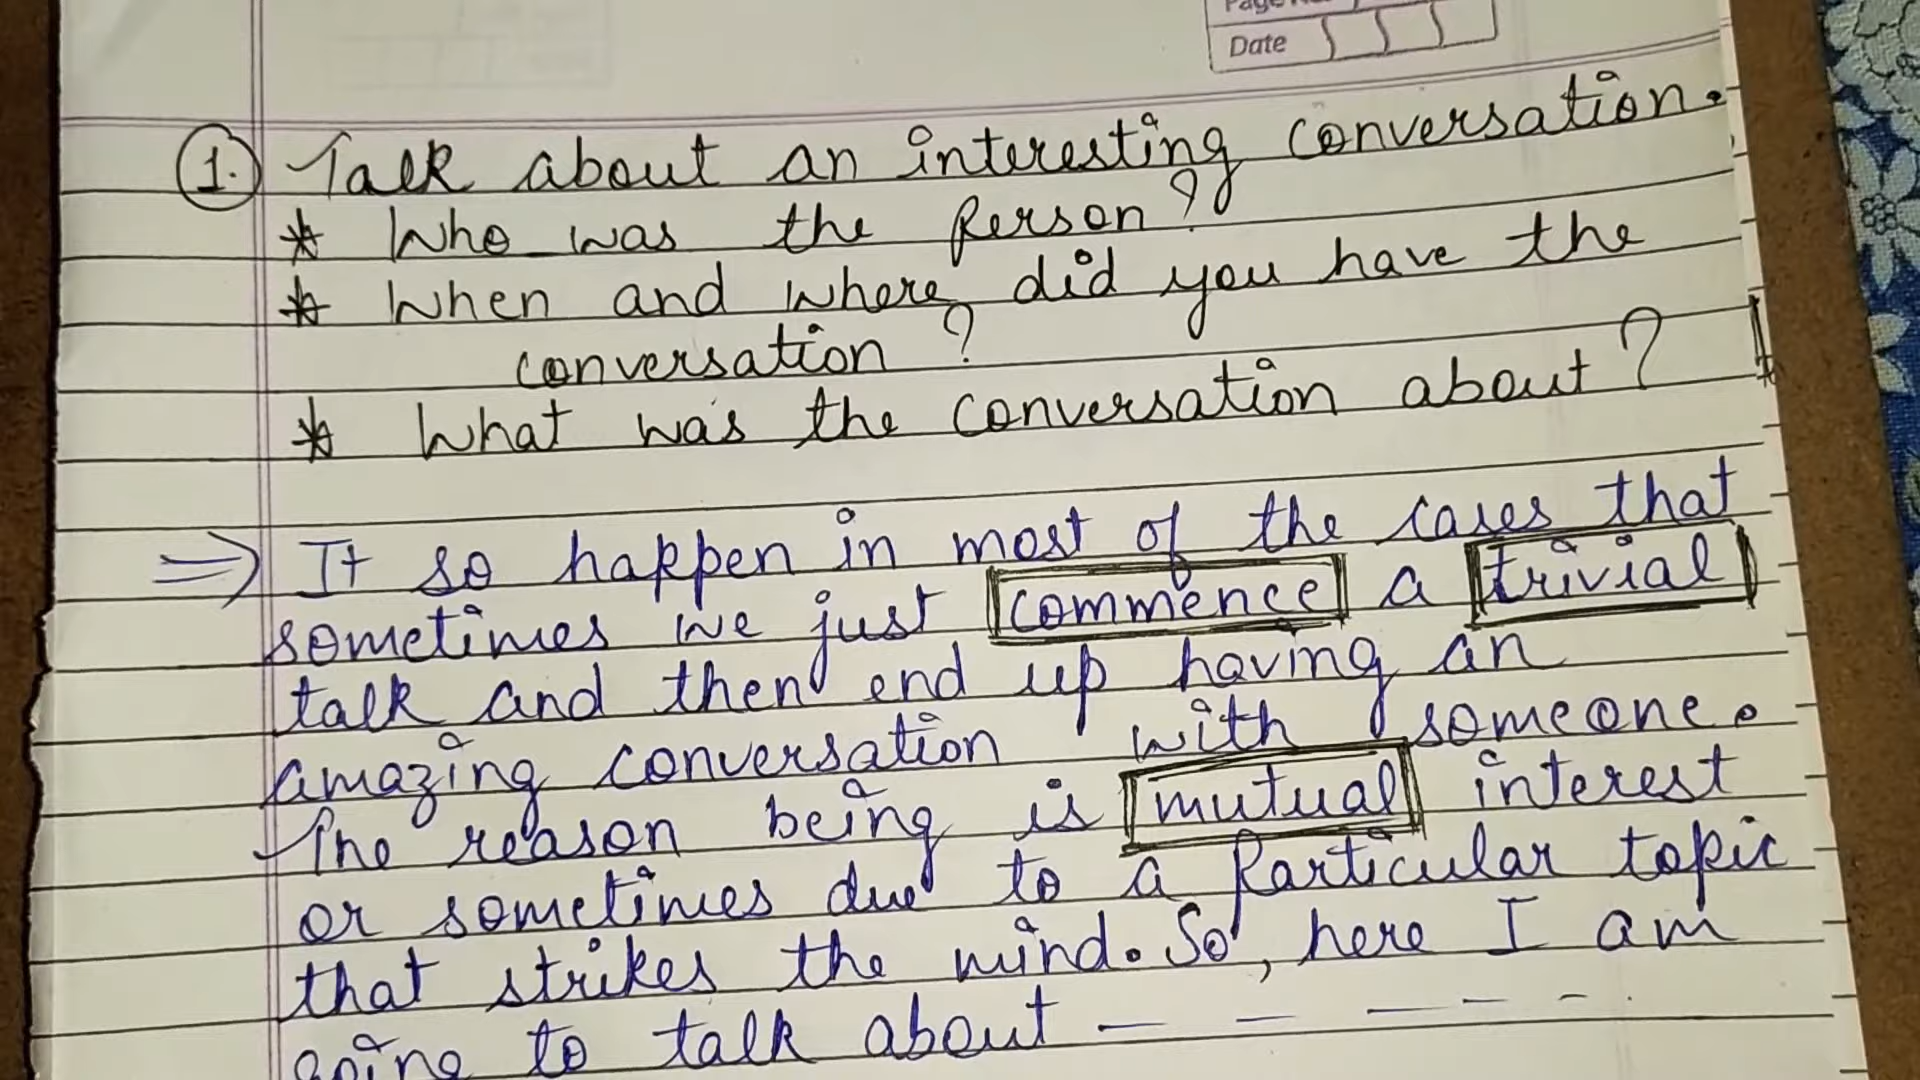 Page No.
Date
1. Talk about an interesting conversation.
* Who was the Person?
* When and where did you have the
conversation?
* What was the conversation about?
⇒ It so happen in most of the cases that
sometimes we just commence a trivial
talk and then end up having an
amazing conversation with someone.
The reason being is mutual interest
or sometimes due to a Particular topic
that strikes the mind. So, here I am
going to talk about — — — — -.